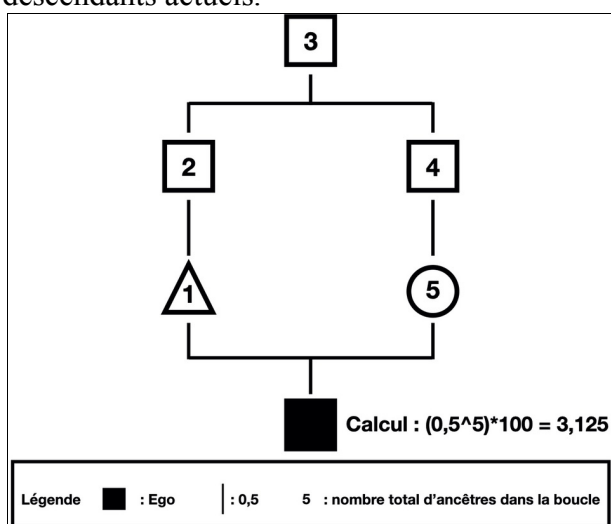 descendants actuels.
3
2 4
1 5
Calcul : (0,5^5)*100 = 3,125
Légende : Ego : 0,5 5 : nombre total d'ancêtres dans la boucle